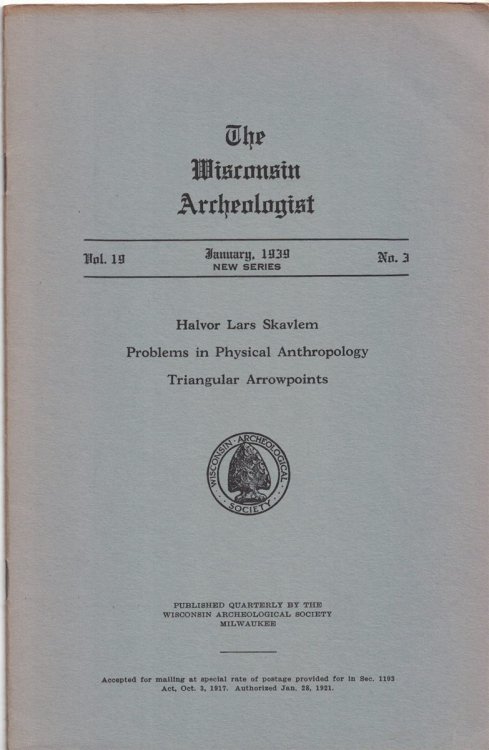 The
Wisconsin
Archeologist
Vol. 19
January, 1939
NEW SERIES
No. 3
Halvor Lars Skavlem
Problems in Physical Anthropology
Triangular Arrowpoints
WISCONSIN · ARCHEOLOGICAL · SOCIETY ·
PUBLISHED QUARTERLY BY THE
WISCONSIN ARCHEOLOGICAL SOCIETY
MILWAUKEE
Accepted for mailing at special rate of postage provided for in Sec. 1103
Act, Oct. 3, 1917. Authorized Jan. 28, 1921.